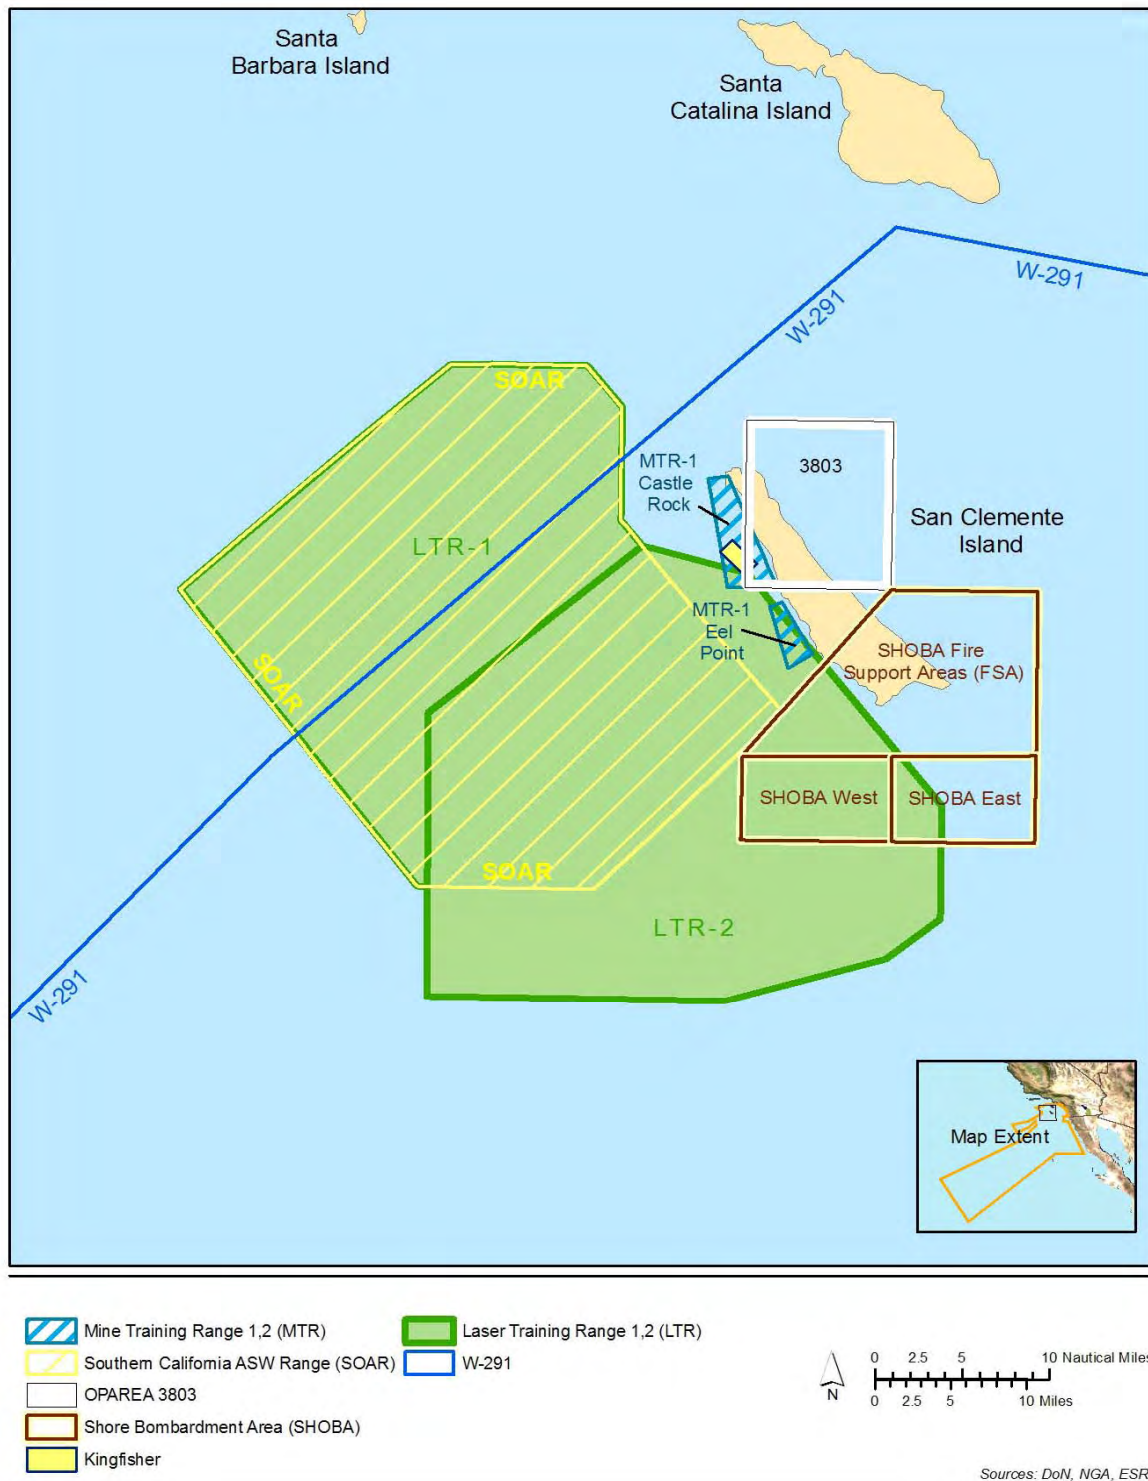 Santa
Barbara Island
Santa
Catalina Island
W-291
W-291
SOAR
MTR-1
Castle
Rock
3803
San Clemente
Island
LTR-1
MTR-1
Eel
Point
SHOBA Fire
Support Areas (FSA)
SOAR
SHOBA West
SHOBA East
SOAR
LTR-2
W-291
Map Extent
Mine Training Range 1,2 (MTR)
Southern California ASW Range (SOAR)
OPAREA 3803
Shore Bombardment Area (SHOBA)
Kingfisher
Laser Training Range 1,2 (LTR)
W-291
N
0 2.5 5 10 Nautical Miles
0 2.5 5 10 Miles
Sources: DoN, NGA, ESR